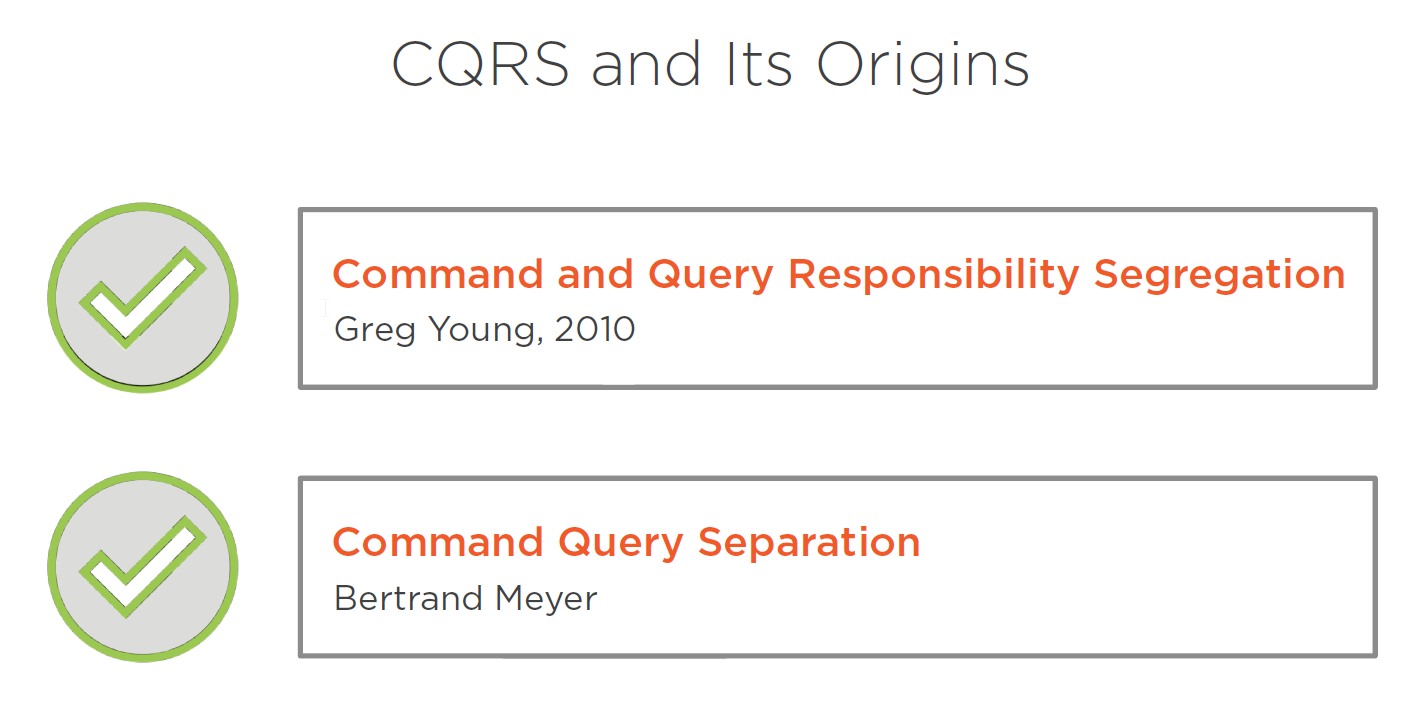 CQRS and Its Origins
Command and Query Responsibility Segregation
Greg Young, 2010
Command Query Separation
Bertrand Meyer